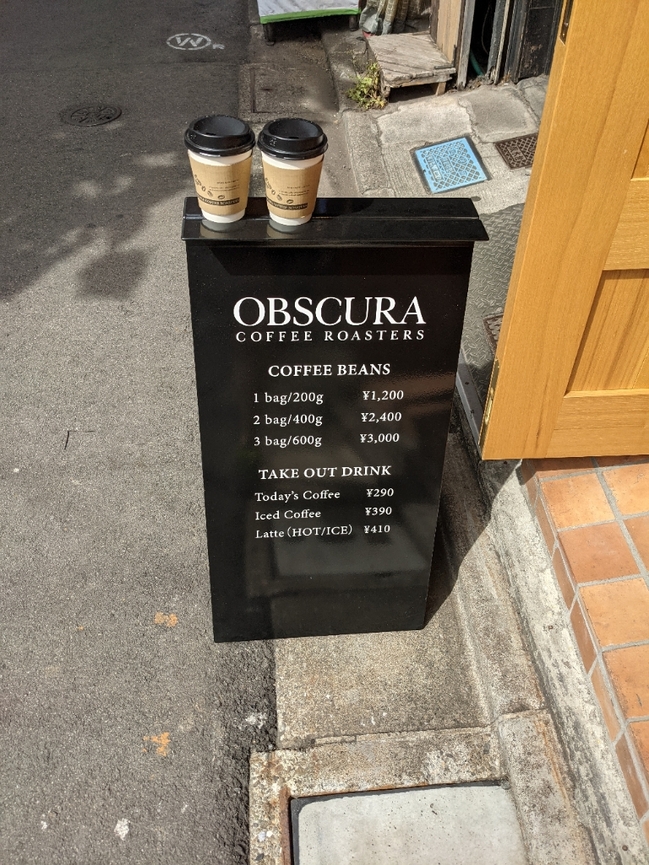 OBSCURA
COFFEE ROASTERS
COFFEE BEANS
1 bag/200g ¥1,200
2 bag/400g ¥2,400
3 bag/600g ¥3,000
TAKE OUT DRINK
Today's Coffee ¥290
Iced Coffee ¥390
Latte(HOT/ICE) ¥410